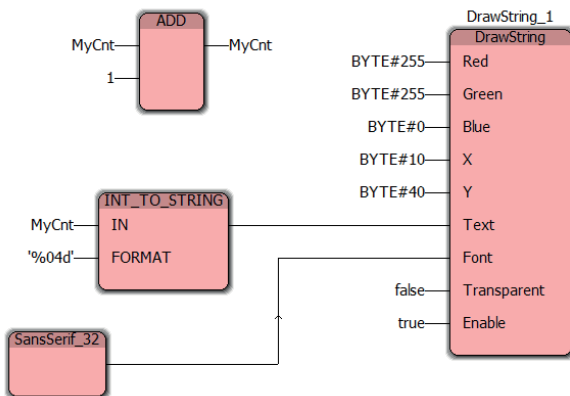 ADD
MyCnt
MyCnt
1
DrawString_1
DrawString
BYTE#255
Red
BYTE#255
Green
BYTE#0
Blue
BYTE#10
X
BYTE#40
Y
INT_TO_STRING
MyCnt
IN
Text
'%04d'
FORMAT
Font
false
Transparent
true
Enable
SansSerif_32